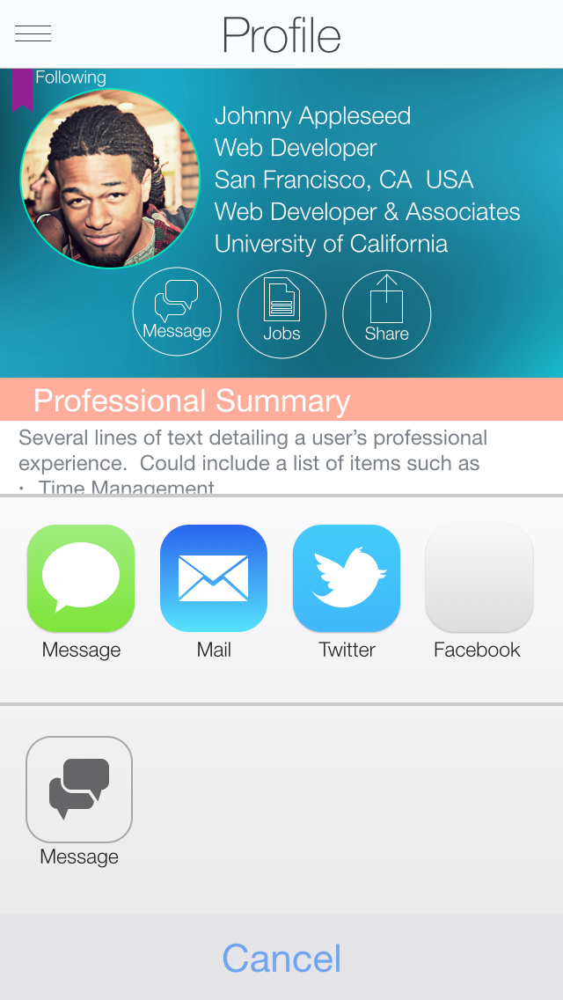 Profile
Following
Johnny Appleseed
Web Developer
San Francisco, CA  USA
Web Developer & Associates
University of California
Message
Jobs
Share
Professional Summary
Several lines of text detailing a user’s professional
experience.  Could include a list of items such as
· Time Management
Message
Mail
Twitter
Facebook
Message
Cancel